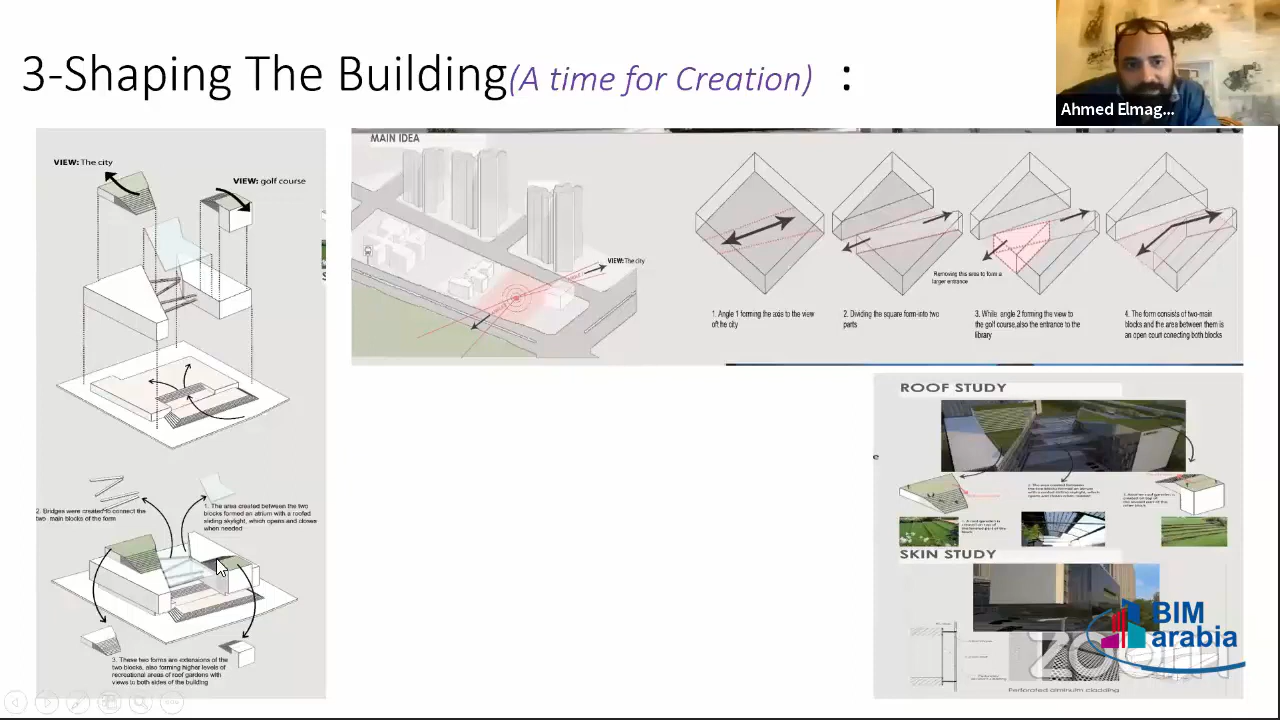 3-Shaping The Building(A time for Creation) :
Ahmed Elmag...
VIEW: The city
VIEW: golf course
2. Bridges were created to connect the
two main blocks of the form
1. The area created between the two
blocks formed an atrium with a roofed
sliding skylight, which opens and closes
when needed
3. These two forms are extensions of the
two blocks, also forming higher levels of
recreational areas of roof gardens with
views to both sides of the building
MAIN IDEA
VIEW: The city
Removing this area to form a
larger entrance
1. Angle 1 forming the axis to the view
oft he city
2. Dividing the square form into two
parts
3. While angle 2 forming the view to
the golf course,also the entrance to the
library
4. The form consists of two-main
blocks and the area between them is
an open court conecting both blocks
ROOF STUDY
SKIN STUDY
BIM
arabia
zoom